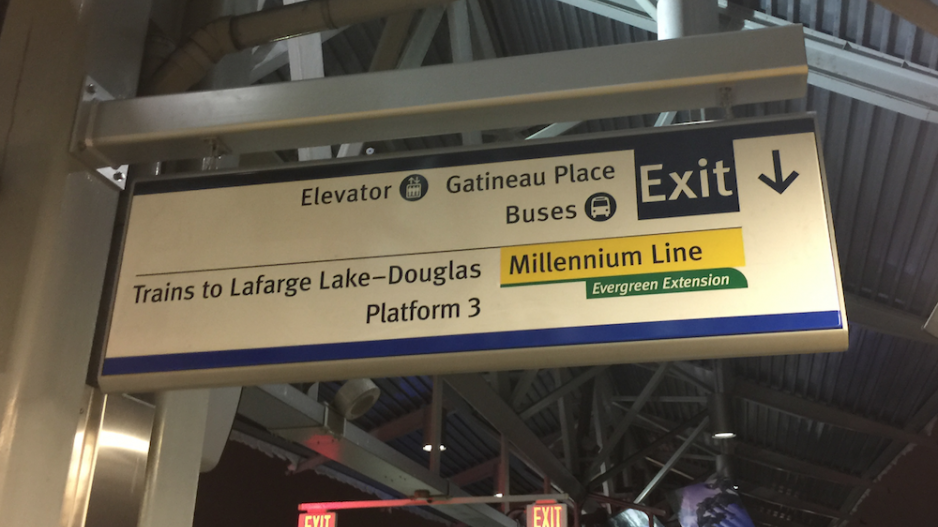 Elevator Gatineau Place Exit
Buses
Trains to Lafarge Lake–Douglas Millennium Line
Evergreen Extension
Platform 3
EXIT EXIT